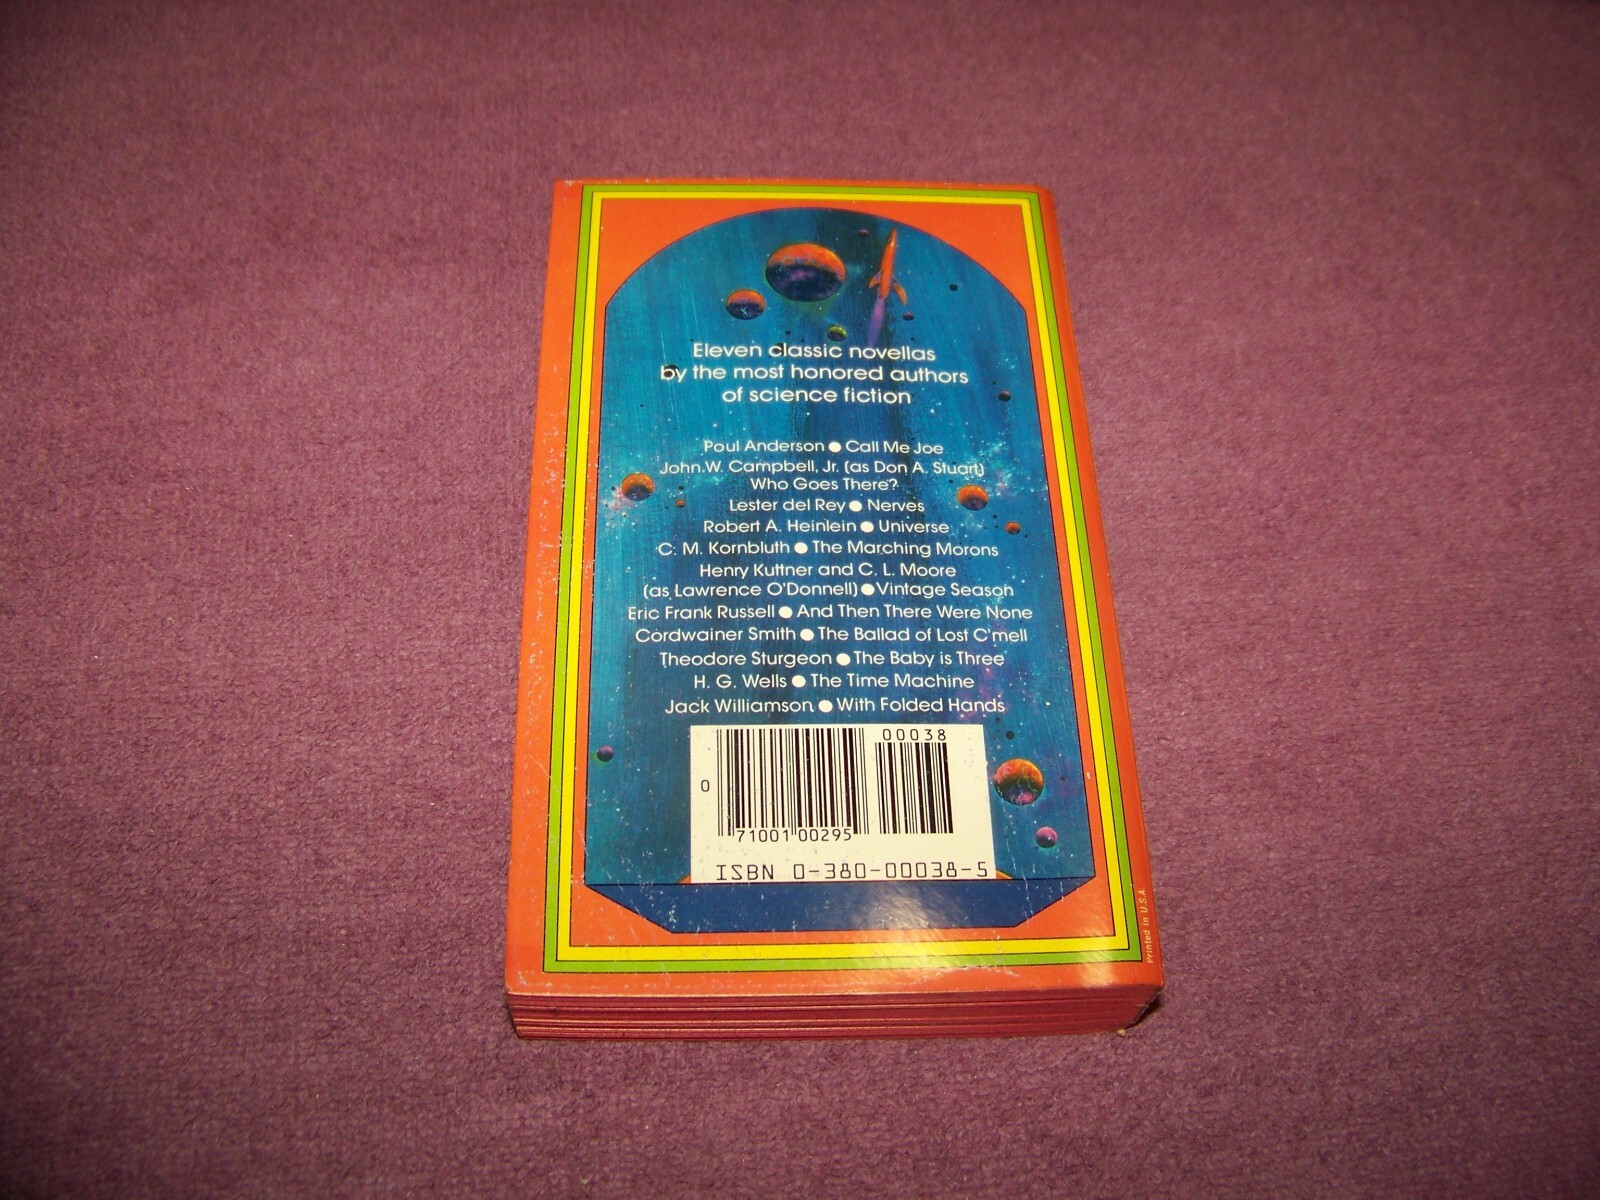 Eleven classic novellas
by the most honored authors
of science fiction
Poul Anderson ● Call Me Joe
John W. Campbell, Jr. (as Don A. Stuart)
Who Goes There?
Lester del Rey ● Nerves
Robert A. Heinlein ● Universe
C. M. Kornbluth ● The Marching Morons
Henry Kuttner and C. L. Moore
(as Lawrence O'Donnell) ● Vintage Season
Eric Frank Russell ● And Then There Were None
Cordwainer Smith ● The Ballad of Lost C'mell
Theodore Sturgeon ● The Baby is Three
H. G. Wells ● The Time Machine
Jack Williamson ● With Folded Hands
00038
0
71001 00295
ISBN 0-380-00038-5
Printed in U.S.A.